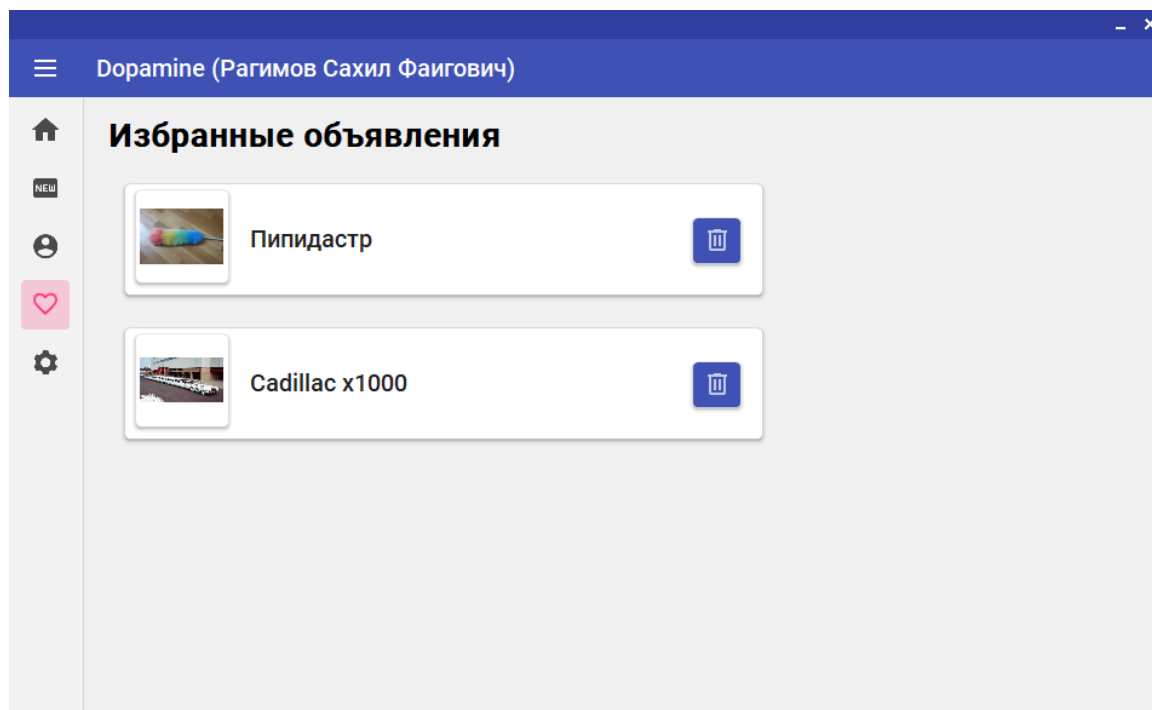 Dopamine (Рагимов Сахил Фаигович)
Избранные объявления
NEW
Пипидастр
Cadillac x1000